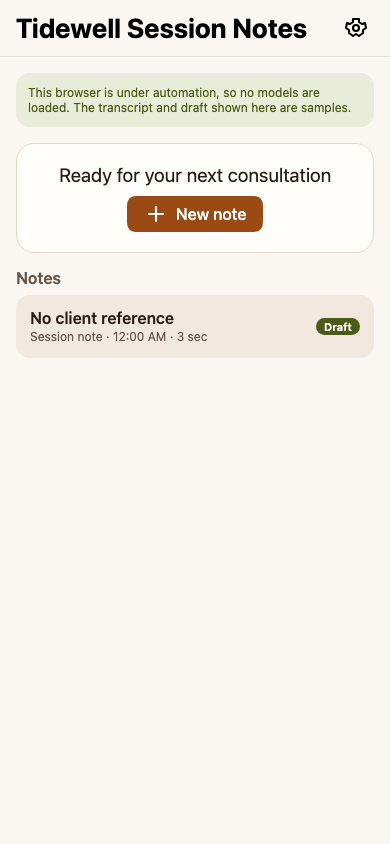 Tidewell Session Notes
This browser is under automation, so no models are
loaded. The transcript and draft shown here are samples.
Ready for your next consultation
New note
Notes
No client reference
Draft
Session note · 12:00 AM · 3 sec